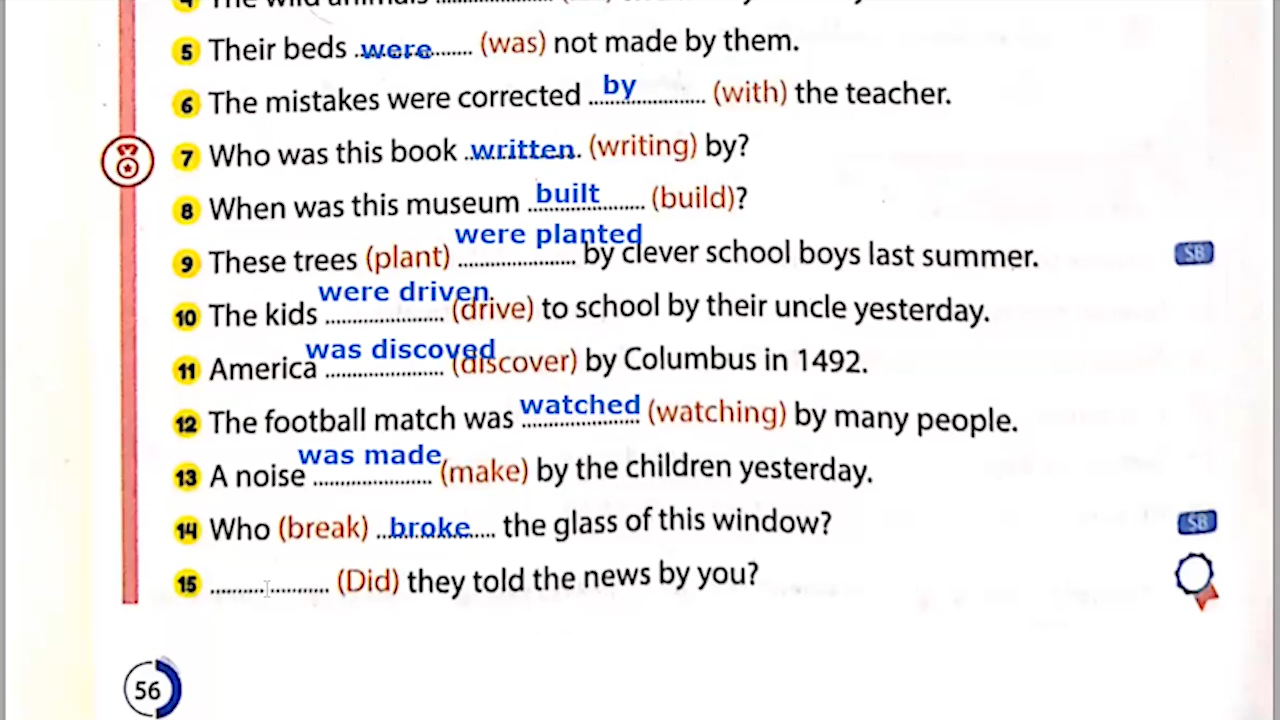 5 Their beds ..were.. (was) not made by them.
6 The mistakes were corrected ..by.. (with) the teacher.
7 Who was this book ..written.. (writing) by?
8 When was this museum ..built.. (build)?
9 These trees (plant) ..were planted.. by clever school boys last summer. SB
10 The kids ..were driven.. (drive) to school by their uncle yesterday.
11 America ..was discoved.. (discover) by Columbus in 1492.
12 The football match was ..watched.. (watching) by many people.
13 A noise ..was made.. (make) by the children yesterday.
14 Who (break) ..broke.. the glass of this window? SB
15 .................... (Did) they told the news by you?
56